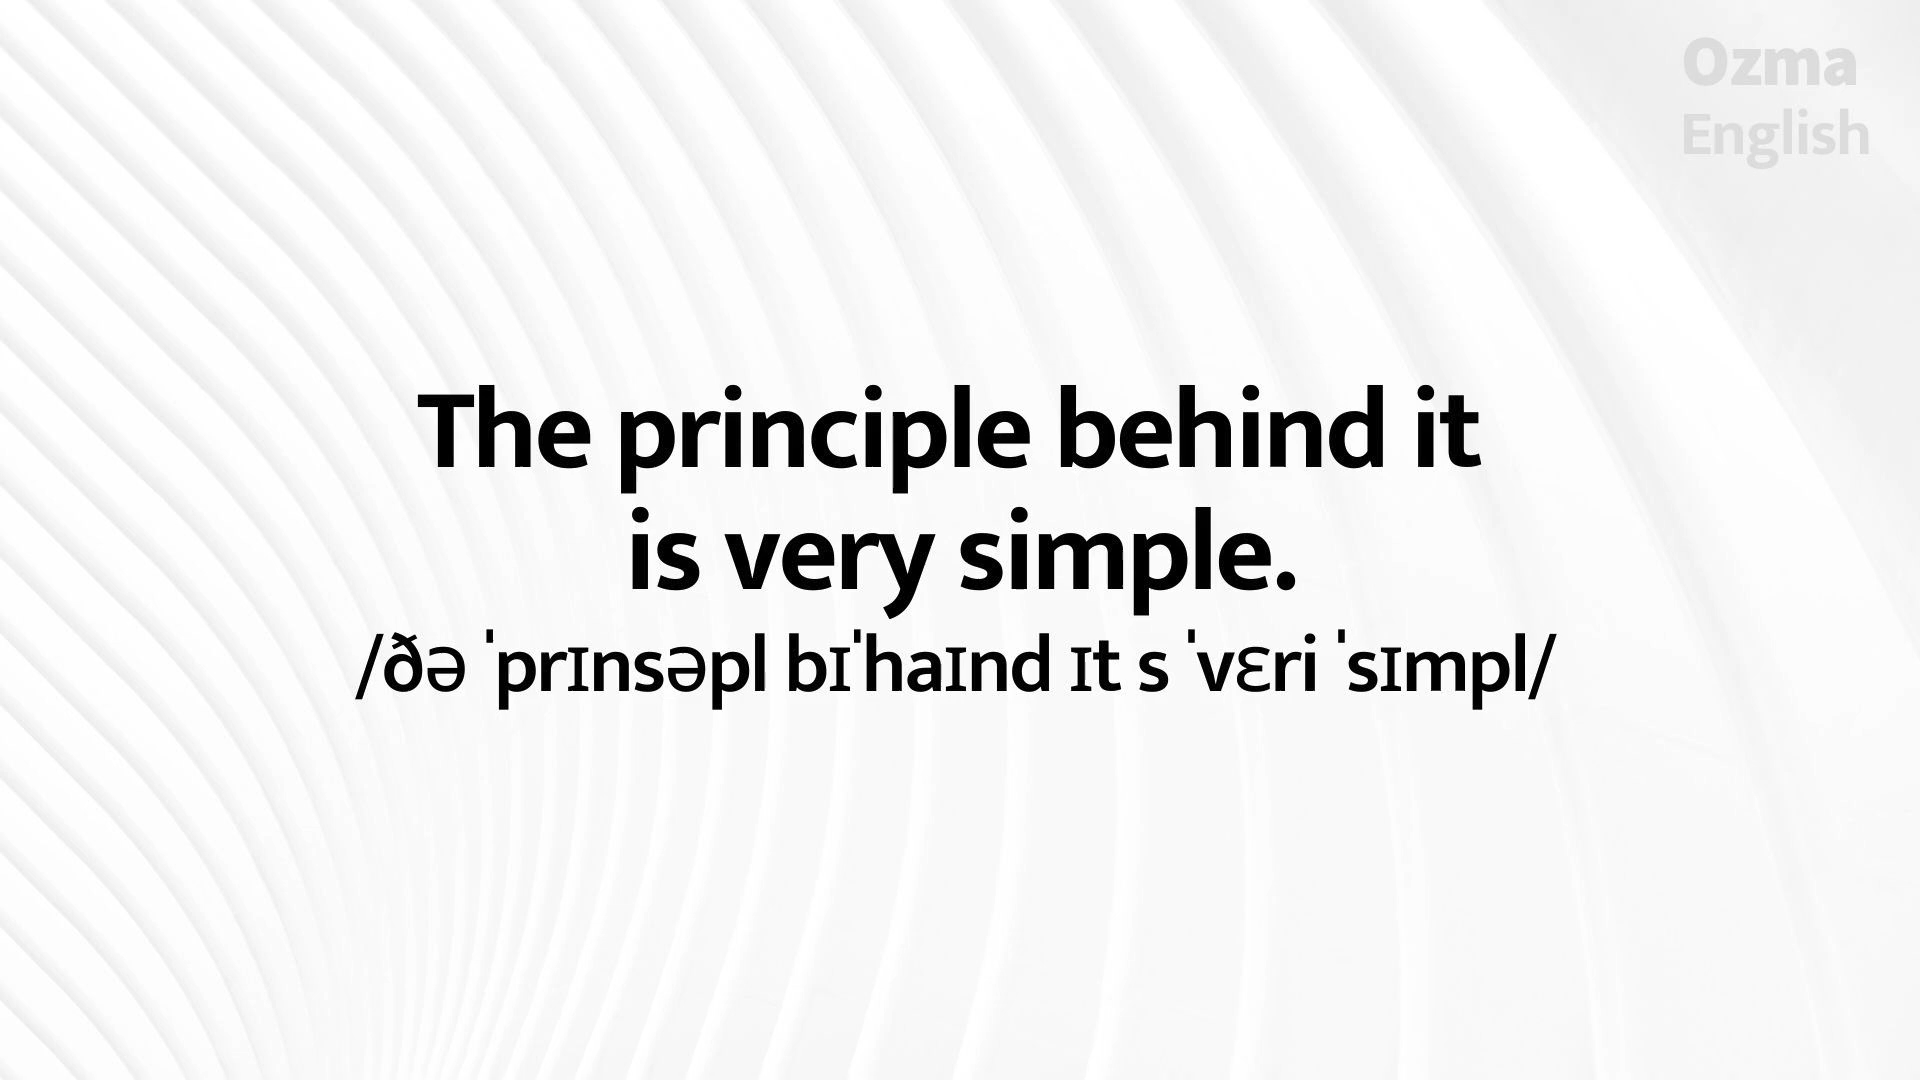 Ozma
English
The principle behind it
is very simple.
/ðə ˈprɪnsəpl bɪˈhaɪnd ɪt s ˈvɛri ˈsɪmpl/